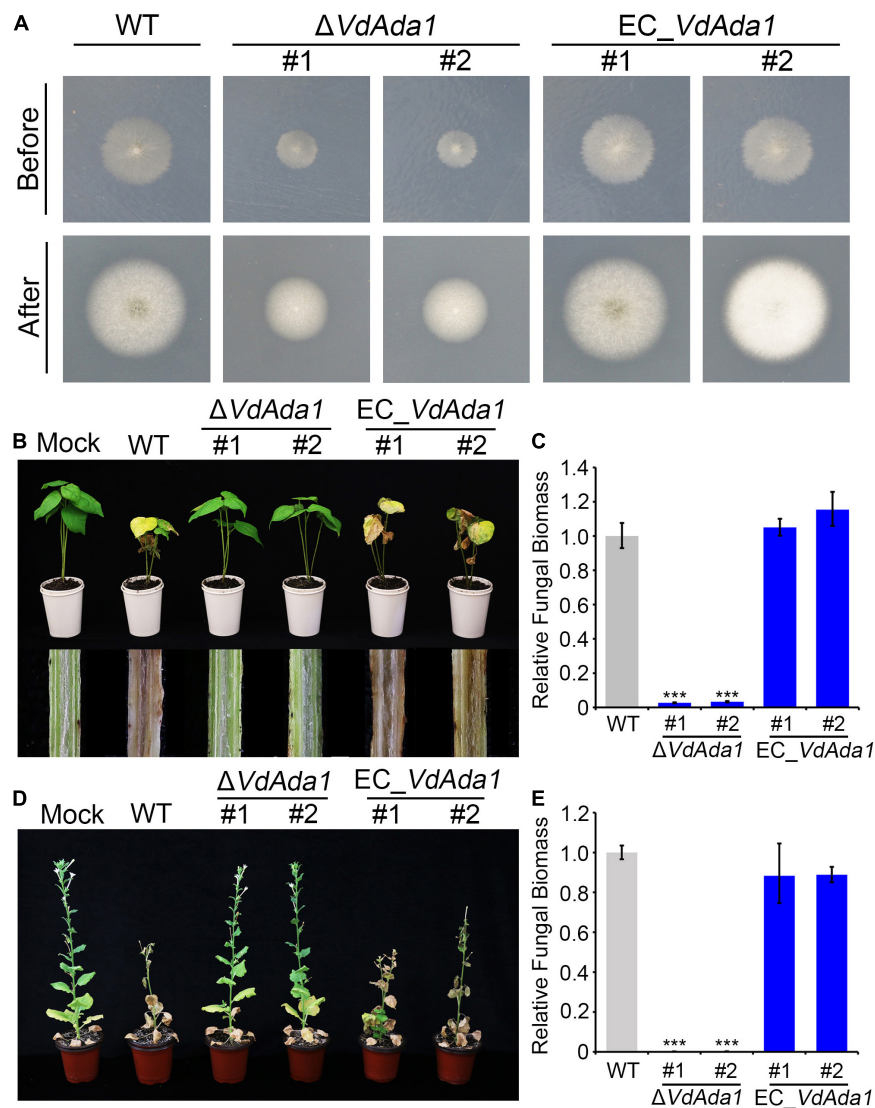 A
WT ΔVdAda1 EC_VdAda1
#1 #2 #1 #2
Before
After
B
ΔVdAda1 EC_VdAda1
Mock WT #1 #2 #1 #2
C
Relative Fungal Biomass
1.4
1.2
1.0
0.8
0.6
0.4
0.2
0
*** ***
WT #1 #2 #1 #2
ΔVdAda1 EC_VdAda1
D
ΔVdAda1 EC_VdAda1
Mock WT #1 #2 #1 #2
E
Relative Fungal Biomass
1.2
1.0
0.8
0.6
0.4
0.2
0
*** ***
WT #1 #2 #1 #2
ΔVdAda1 EC_VdAda1